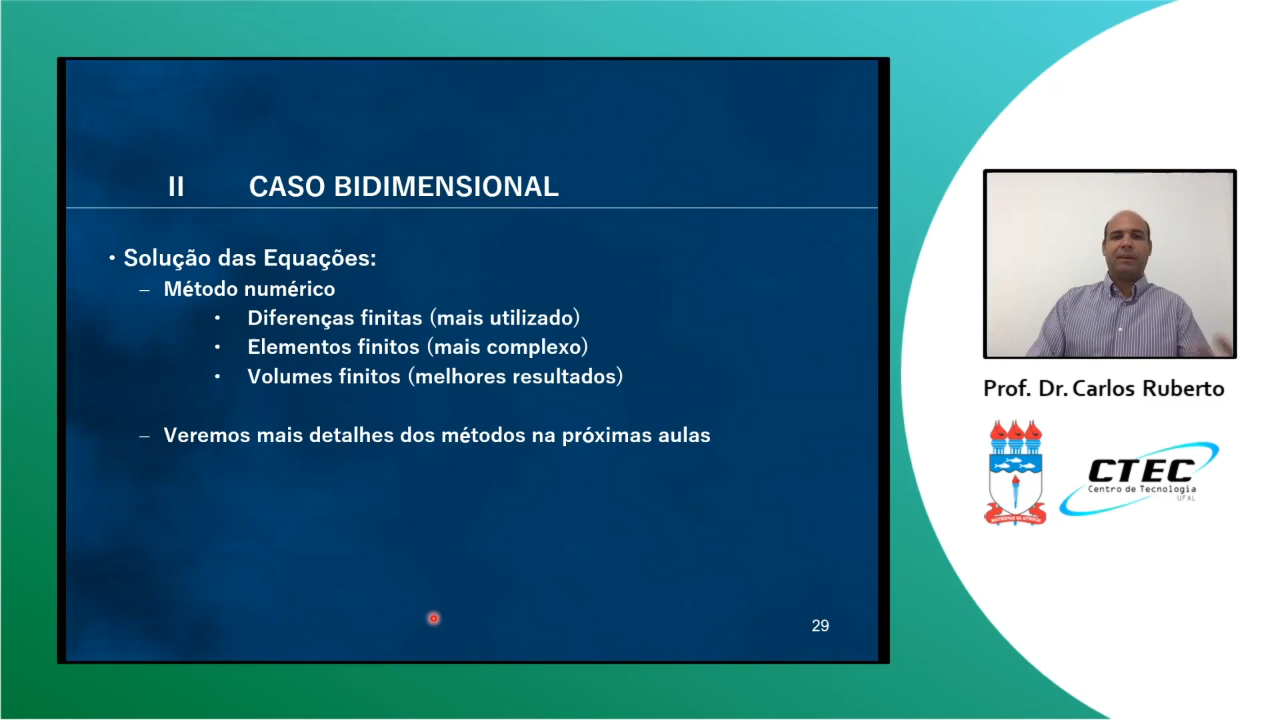 II CASO BIDIMENSIONAL
• Solução das Equações:
– Método numérico
• Diferenças finitas (mais utilizado)
• Elementos finitos (mais complexo)
• Volumes finitos (melhores resultados)
– Veremos mais detalhes dos métodos na próximas aulas
29
Prof. Dr. Carlos Ruberto
CTEC
Centro de Tecnologia
UFAL